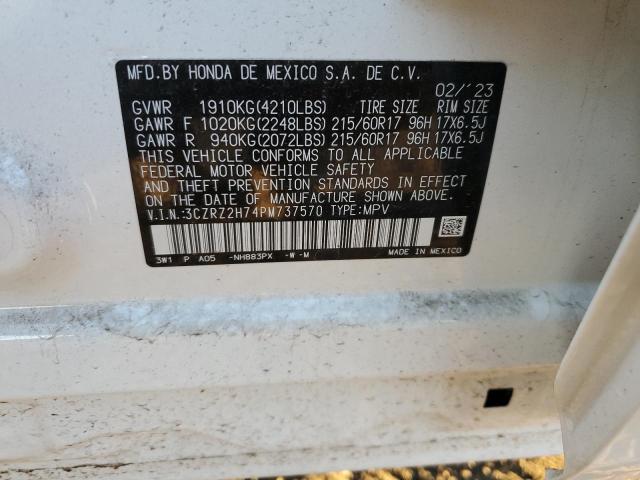 MFD.BY HONDA DE MEXICO S.A. DE C.V.
02/'23
GVWR 1910KG(4210LBS) TIRE SIZE RIM SIZE
GAWR F 1020KG(2248LBS) 215/60R17 96H 17X6.5J
GAWR R 940KG(2072LBS) 215/60R17 96H 17X6.5J
THIS VEHICLE CONFORMS TO ALL APPLICABLE
FEDERAL MOTOR VEHICLE SAFETY
AND THEFT PREVENTION STANDARDS IN EFFECT
ON THE DATE OF MANUFACTURE SHOWN ABOVE.
V.I.N.:3CZRZ2H74PM737570 TYPE:MPV
3W1 P A05 -NH883PX -W-M MADE IN MEXICO